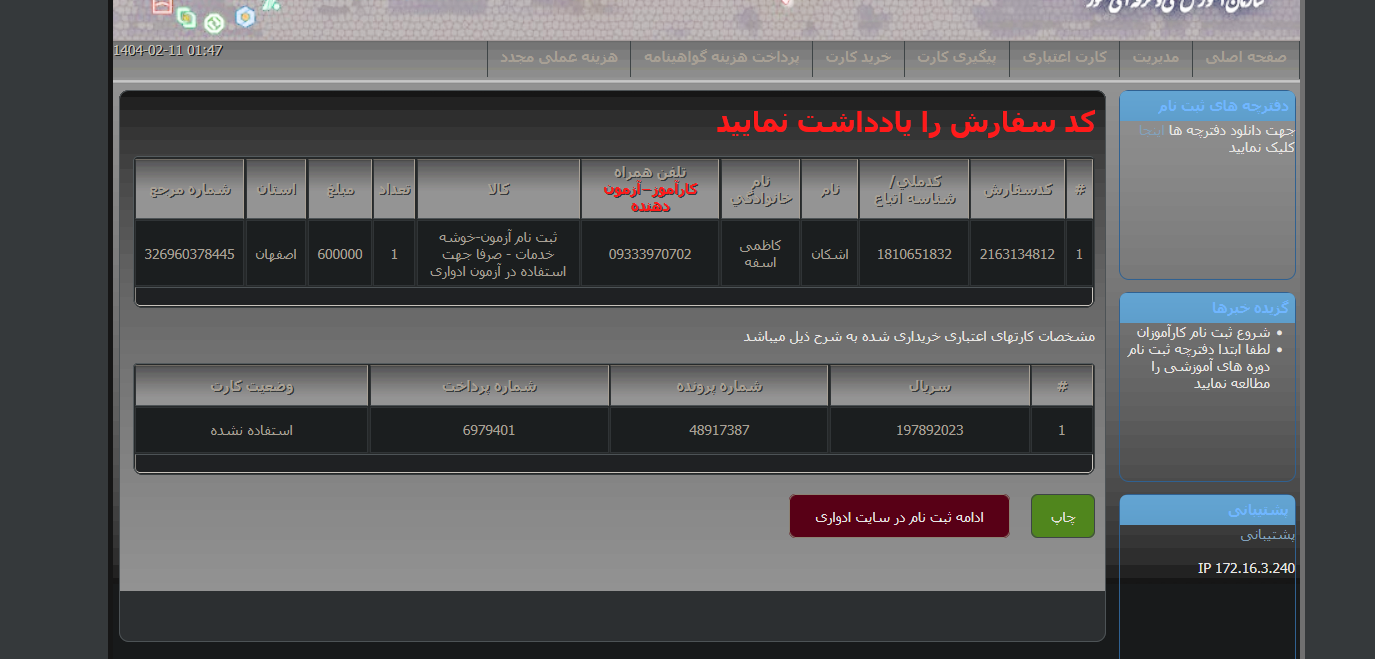 1404-02-11 01:47
صفحه اصلی
مدیریت
کارت اعتباری
پیگیری کارت
خرید کارت
پرداخت هزینه گواهینامه
هزینه عملی مجدد
دفترچه های ثبت نام
جهت دانلود دفترچه ها اینجا
کلیک نمایید
گزیده خبرها
شروع ثبت نام کارآموزان
لطفا ابتدا دفترچه ثبت نام
دوره های آموزشی را
مطالعه نمایید
پشتیبانی
پشتیبانی
IP 172.16.3.240
کد سفارش را یادداشت نمایید
#
کدسفارش
کدملي/
شناسه اتباع
نام
نام
خانوادگي
تلفن همراه
کارآموز-آزمون
دهنده
کالا
تعداد
مبلغ
استان
شماره مرجع
1
2163134812
1810651832
اشکان
کاظمی
اسفه
09333970702
ثبت نام آزمون-خوشه
خدمات - صرفا جهت
استفاده در آزمون ادواری
1
600000
اصفهان
326960378445
مشخصات کارتهای اعتباری خریداری شده به شرح ذیل میباشد
#
سریال
شماره پرونده
شماره پرداخت
وضعیت کارت
1
197892023
48917387
6979401
استفاده نشده
چاپ
ادامه ثبت نام در سایت ادواری